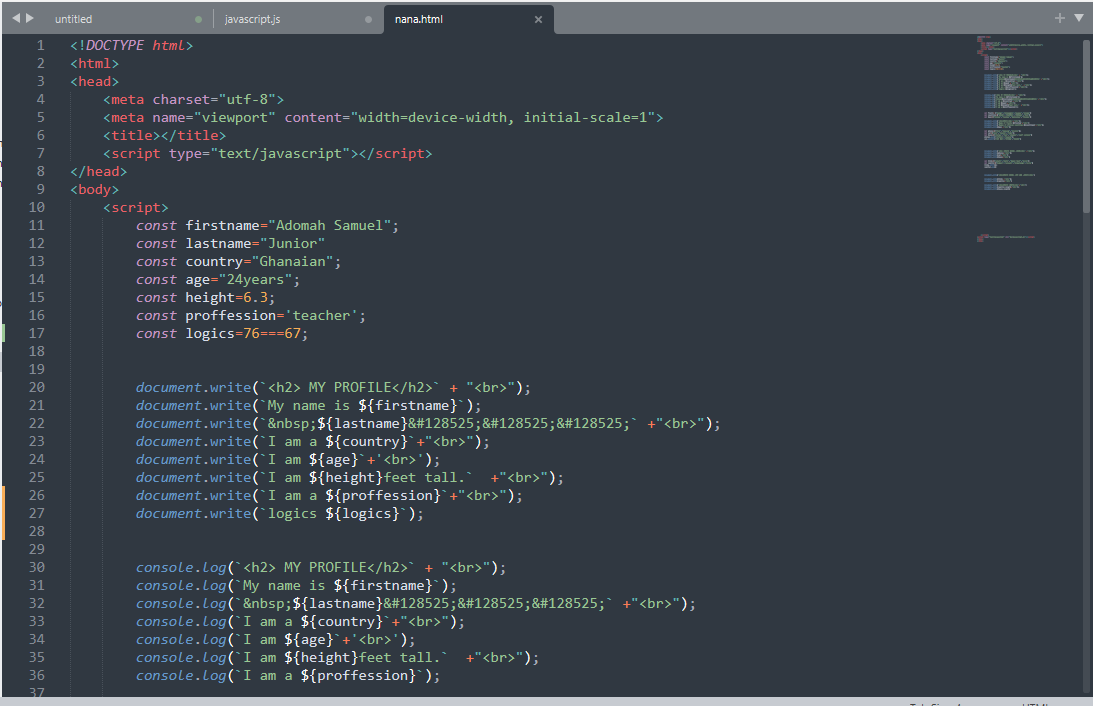 untitled
javascript.js
nana.html
1 <!DOCTYPE html>
2 <html>
3 <head>
4 <meta charset="utf-8">
5 <meta name="viewport" content="width=device-width, initial-scale=1">
6 <title></title>
7 <script type="text/javascript"></script>
8 </head>
9 <body>
10 <script>
11 const firstname="Adomah Samuel";
12 const lastname="Junior"
13 const country="Ghanaian";
14 const age="24years";
15 const height=6.3;
16 const proffession='teacher';
17 const logics=76===67;
18
19
20 document.write(`<h2> MY PROFILE</h2>` + "<br>");
21 document.write(`My name is ${firstname}`);
22 document.write(`&nbsp;${lastname}&#128525;&#128525;&#128525;` +"<br>");
23 document.write(`I am a ${country}`+"<br>");
24 document.write(`I am ${age}`+'<br>');
25 document.write(`I am ${height}feet tall.`  +"<br>");
26 document.write(`I am a ${proffession}`+"<br>");
27 document.write(`logics ${logics}`);
28
29
30 console.log(`<h2> MY PROFILE</h2>` + "<br>");
31 console.log(`My name is ${firstname}`);
32 console.log(`&nbsp;${lastname}&#128525;&#128525;&#128525;` +"<br>");
33 console.log(`I am a ${country}`+"<br>");
34 console.log(`I am ${age}`+'<br>');
35 console.log(`I am ${height}feet tall.`  +"<br>");
36 console.log(`I am a ${proffession}`);
37